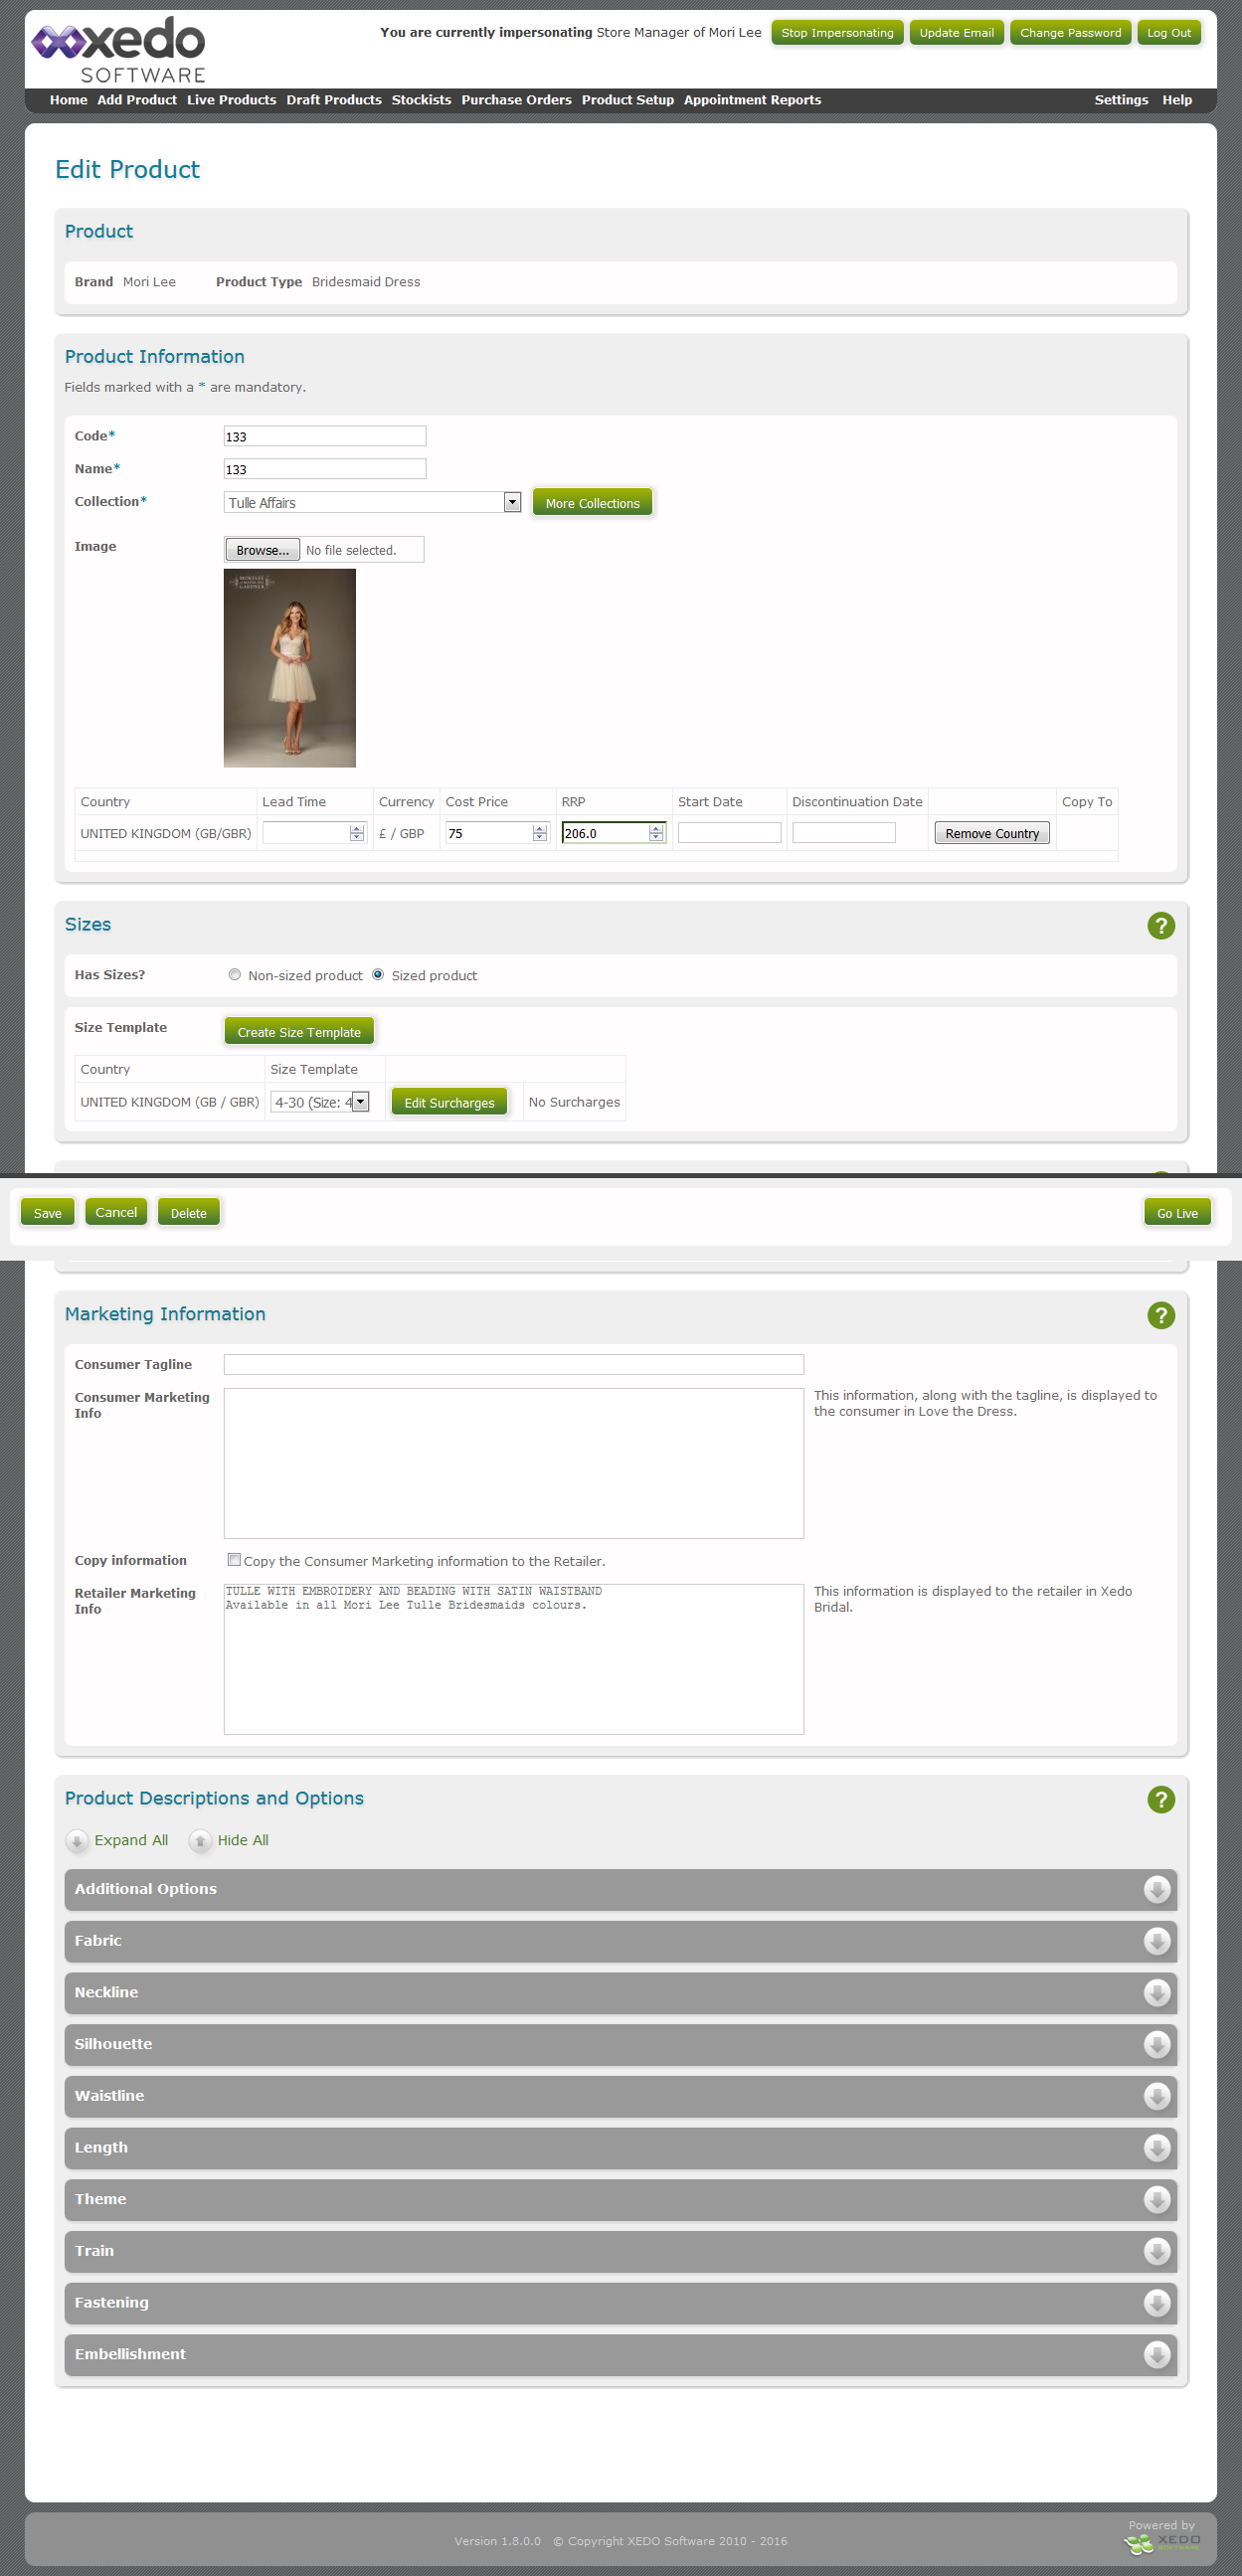 xedo
SOFTWARE
You are currently impersonating Store Manager of Mori Lee
Stop Impersonating
Update Email
Change Password
Log Out
Home Add Product Live Products Draft Products Stockists Purchase Orders Product Setup Appointment Reports Settings Help
Edit Product
Product
Brand Mori Lee Product Type Bridesmaid Dress
Product Information
Fields marked with a * are mandatory.
Code* 133
Name* 133
Collection* Tulle Affairs More Collections
Image Browse... No file selected.
MORI LEE
GARDNER
Country Lead Time Currency Cost Price RRP Start Date Discontinuation Date Copy To
UNITED KINGDOM (GB/GBR) £ / GBP 75 206.0 Remove Country
Sizes
?
Has Sizes? Non-sized product Sized product
Size Template Create Size Template
Country Size Template
UNITED KINGDOM (GB / GBR) 4-30 (Size: 4 Edit Surcharges No Surcharges
Save Cancel Delete Go Live
Marketing Information
?
Consumer Tagline
Consumer Marketing
Info
This information, along with the tagline, is displayed to
the consumer in Love the Dress.
Copy information Copy the Consumer Marketing information to the Retailer.
Retailer Marketing
Info
TULLE WITH EMBROIDERY AND BEADING WITH SATIN WAISTBAND
Available in all Mori Lee Tulle Bridesmaids colours.
This information is displayed to the retailer in Xedo
Bridal.
Product Descriptions and Options
?
Expand All Hide All
Additional Options
Fabric
Neckline
Silhouette
Waistline
Length
Theme
Train
Fastening
Embellishment
Version 1.8.0.0 © Copyright XEDO Software 2010 - 2016
Powered by
XEDO
SOFTWARE